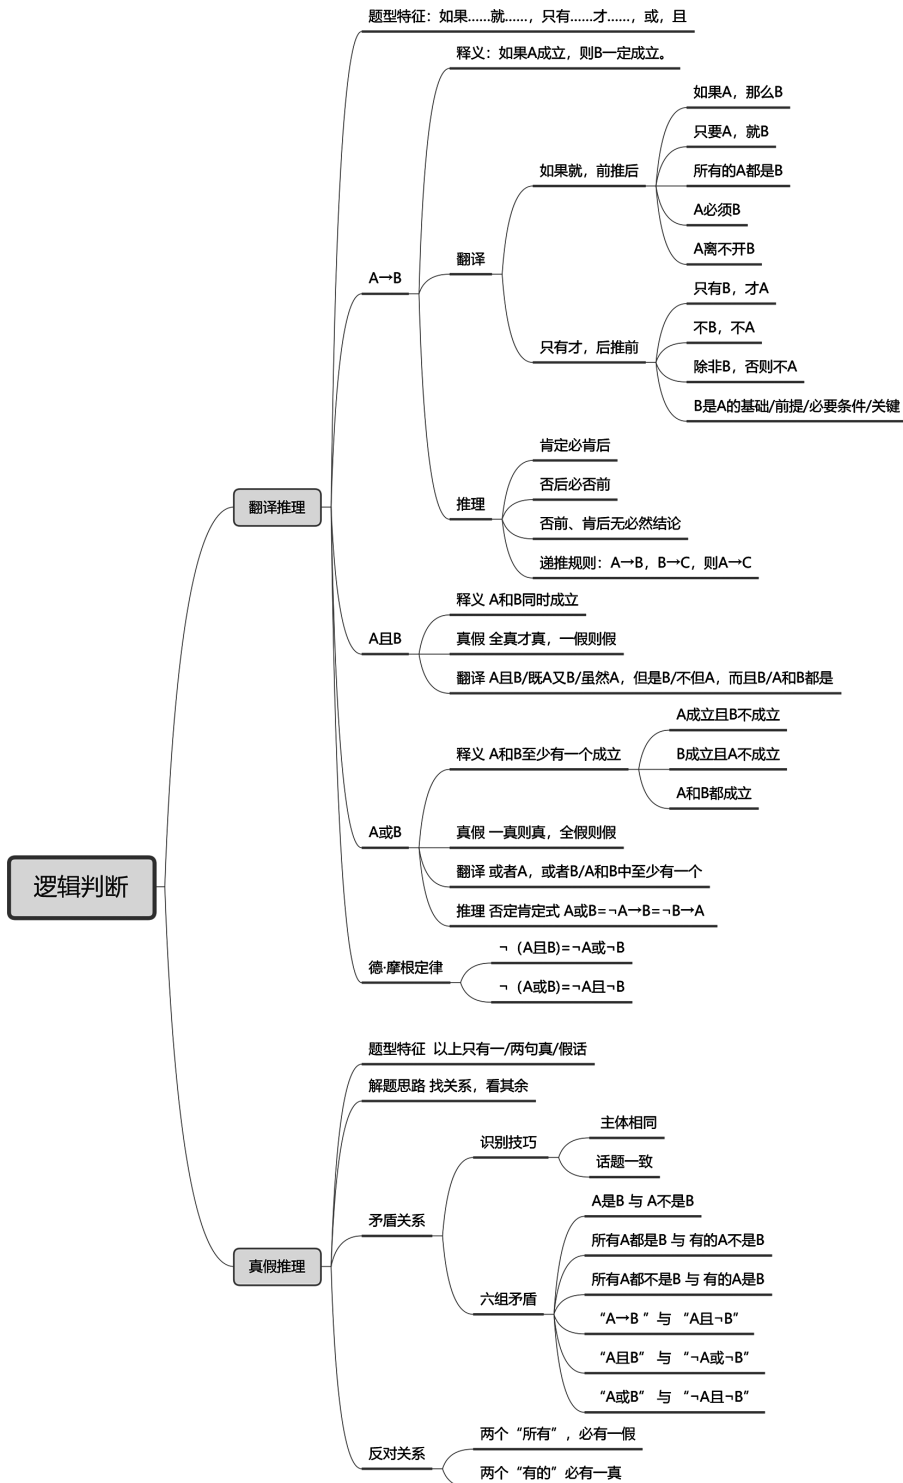 逻辑判断
翻译推理
题型特征：如果......就......，只有......才......，或，且
A→B
释义：如果A成立，则B一定成立。
翻译
如果就，前推后
如果A，那么B
只要A，就B
所有的A都是B
A必须B
A离不开B
只有才，后推前
只有B，才A
不B，不A
除非B，否则不A
B是A的基础/前提/必要条件/关键
推理
肯定必肯后
否后必否前
否前、肯后无必然结论
递推规则：A→B，B→C，则A→C
A且B
释义 A和B同时成立
真假 全真才真，一假则假
翻译 A且B/既A又B/虽然A，但是B/不但A，而且B/A和B都是
A或B
释义 A和B至少有一个成立
A成立且B不成立
B成立且A不成立
A和B都成立
真假 一真则真，全假则假
翻译 或者A，或者B/A和B中至少有一个
推理 否定肯定式 A或B=¬A→B=¬B→A
德·摩根定律
¬（A且B)=¬A或¬B
¬（A或B)=¬A且¬B
真假推理
题型特征 以上只有一/两句真/假话
解题思路 找关系，看其余
矛盾关系
识别技巧
主体相同
话题一致
六组矛盾
A是B 与 A不是B
所有A都是B 与 有的A不是B
所有A都不是B 与 有的A是B
“A→B ”与 “A且¬B”
“A且B” 与 “¬A或¬B”
“A或B” 与 “¬A且¬B”
反对关系
两个“所有”，必有一假
两个“有的”必有一真